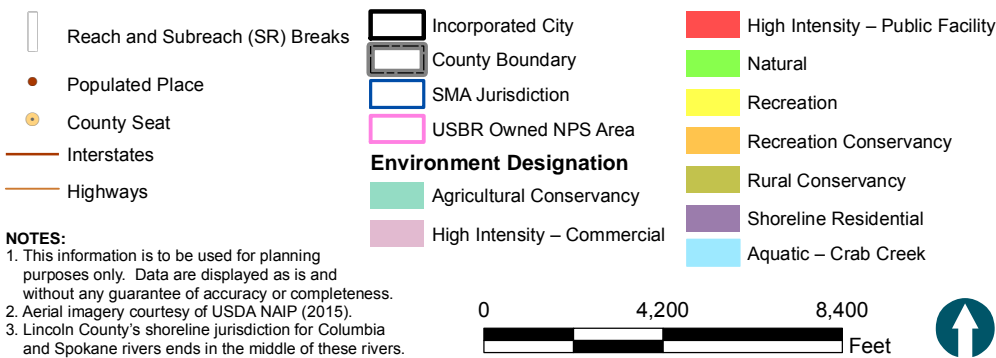 Reach and Subreach (SR) Breaks
Populated Place
County Seat
Interstates
Highways
NOTES:
1. This information is to be used for planning
purposes only. Data are displayed as is and
without any guarantee of accuracy or completeness.
2. Aerial imagery courtesy of USDA NAIP (2015).
3. Lincoln County's shoreline jurisdiction for Columbia
and Spokane rivers ends in the middle of these rivers.
Incorporated City
County Boundary
SMA Jurisdiction
USBR Owned NPS Area
Environment Designation
Agricultural Conservancy
High Intensity – Commercial
High Intensity – Public Facility
Natural
Recreation
Recreation Conservancy
Rural Conservancy
Shoreline Residential
Aquatic – Crab Creek
0 4,200 8,400
Feet